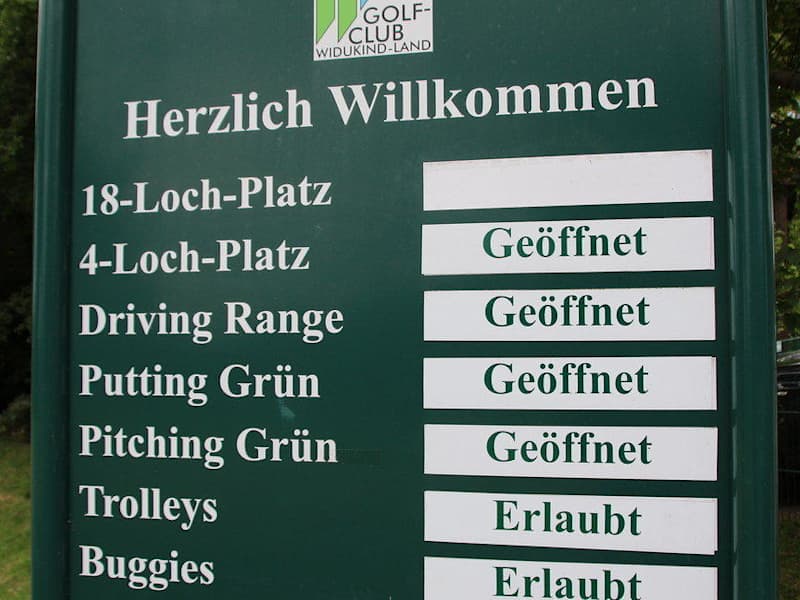 GOLF-
CLUB
WIDUKIND-LAND
Herzlich Willkommen
18-Loch-Platz
4-Loch-Platz Geöffnet
Driving Range Geöffnet
Putting Grün Geöffnet
Pitching Grün Geöffnet
Trolleys Erlaubt
Buggies Erlaubt